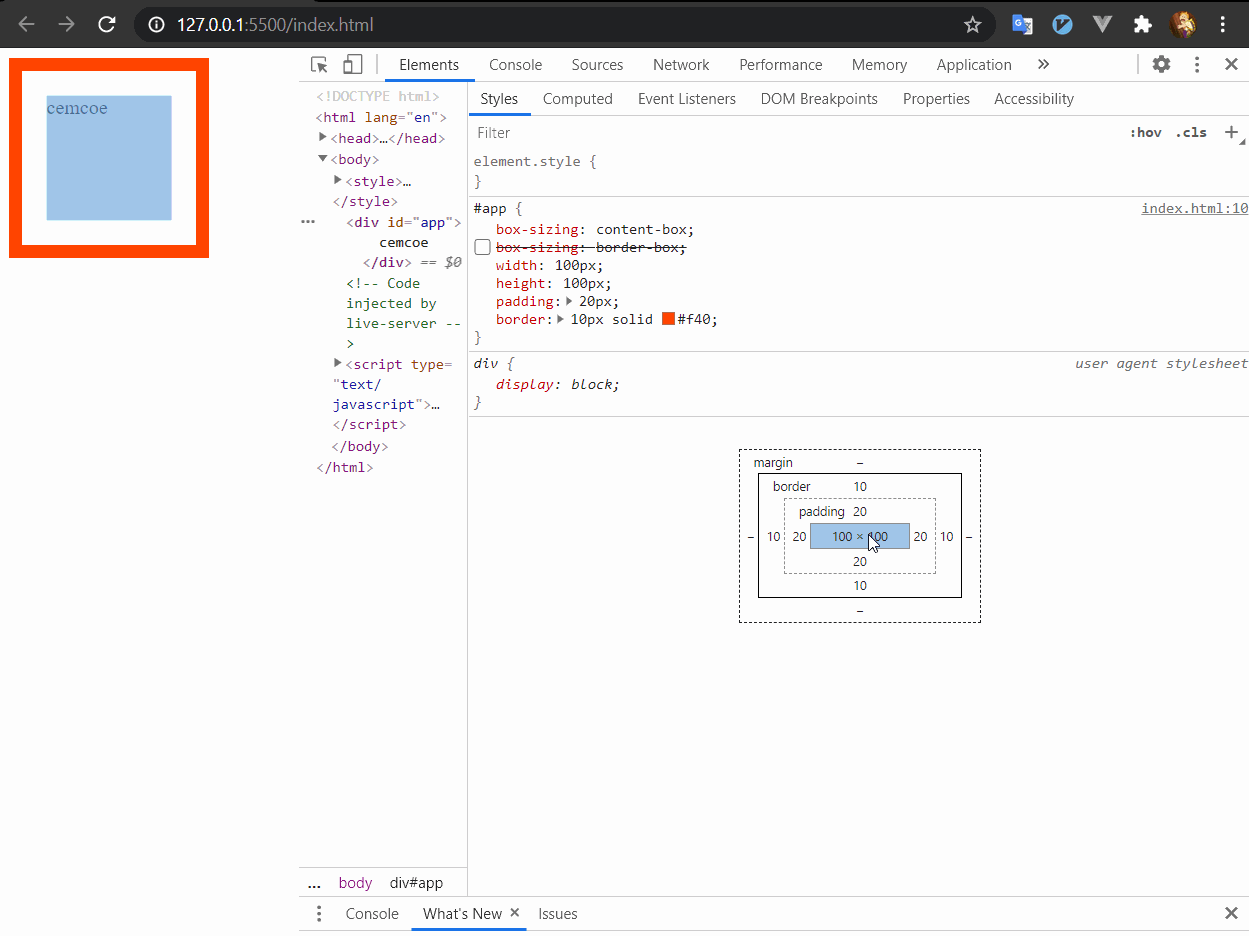 127.0.0.1:5500/index.html
cemcoe
Elements Console Sources Network Performance Memory Application »
<!DOCTYPE html>
<html lang="en">
<head>…</head>
<body>
<style>…
</style>
<div id="app">
cemcoe
</div> == $0
<!-- Code
injected by
live-server --
>
<script type=
"text/
javascript">…
</script>
</body>
</html>
... body div#app
Styles Computed Event Listeners DOM Breakpoints Properties Accessibility
Filter :hov .cls +
element.style {
}
#app { index.html:10
box-sizing: content-box;
box-sizing: border-box;
width: 100px;
height: 100px;
padding: 20px;
border: 10px solid #f40;
}
div { user agent stylesheet
display: block;
}
margin –
border 10
padding 20
– 10 20 100 × 100 20 10 –
20
10
–
Console What's New × Issues